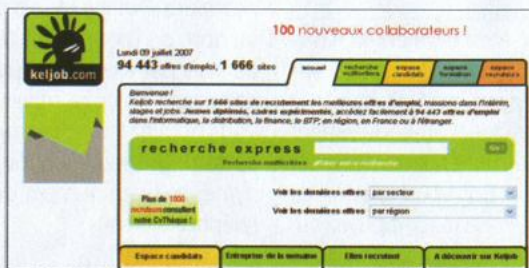 100 nouveaux collaborateurs !
keljob.com
Lundi 09 juillet 2007
94 443 offres d'emploi, 1 666 sites
accueil
recherche multicritères
espace candidats
espace formation
espace recruteurs
Bienvenue !
Keljob recherche sur 1 666 sites de recrutement les meilleures offres d'emploi, missions dans l'intérim,
stages et jobs. Jeunes diplômés, cadres expérimentés, accédez facilement à 94 443 offres d'emploi
dans l'informatique, la distribution, la finance, le BTP, en région, en France ou à l'étranger.
recherche express
Recherche multicritères
Plus de 1000
recruteurs consultent
notre CvThèque !
Voir les dernières offres par secteur
Voir les dernières offres par région
Espace candidats
Entreprise de la semaine
Elles recrutent
A découvrir sur Keljob